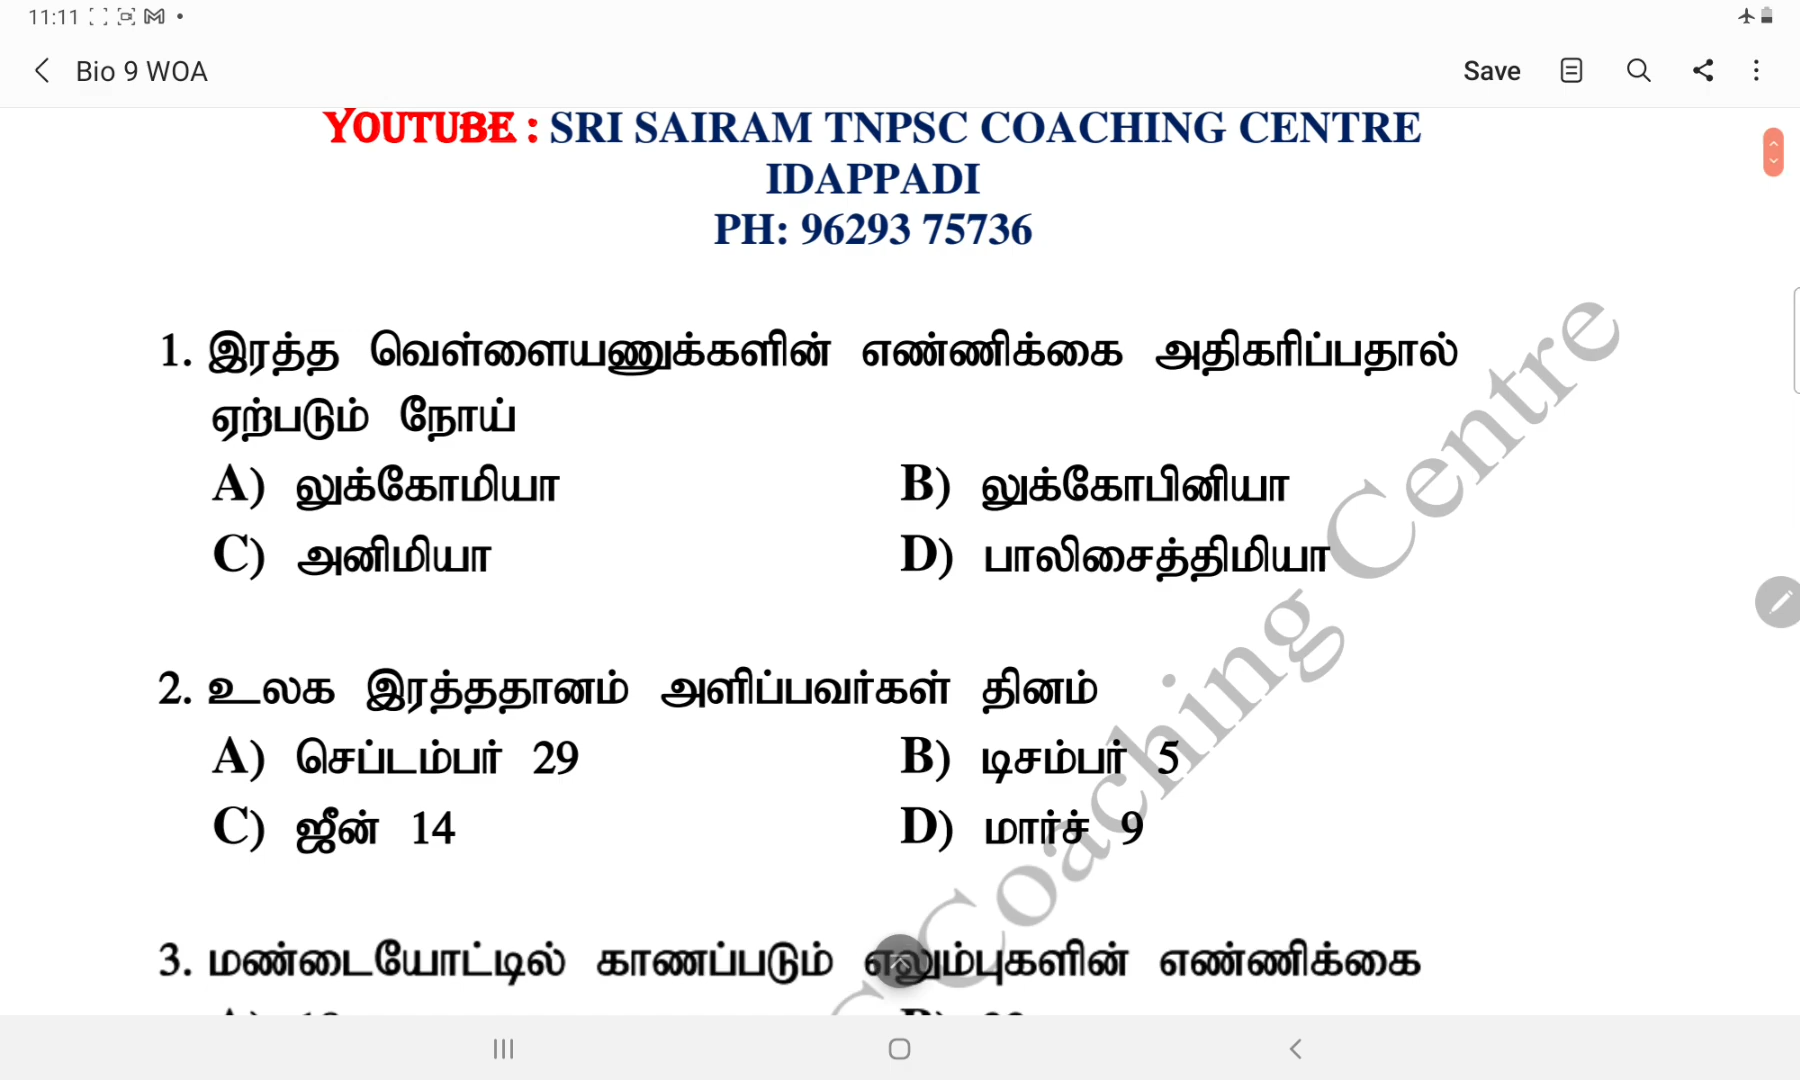 11:11
Bio 9 WOA
Save
YOUTUBE : SRI SAIRAM TNPSC COACHING CENTRE
IDAPPADI
PH: 96293 75736
1. இரத்த வெள்ளையணுக்களின் எண்ணிக்கை அதிகரிப்பதால்
ஏற்படும் நோய்
A) லுக்கோமியா B) லுக்கோபினியா
C) அனிமியா D) பாலிசைத்திமியா
2. உலக இரத்ததானம் அளிப்பவர்கள் தினம்
A) செப்டம்பர் 29 B) டிசம்பர் 5
C) ஜீன் 14 D) மார்ச் 9
3. மண்டையோட்டில் காணப்படும் எலும்புகளின் எண்ணிக்கை
Coaching Centre